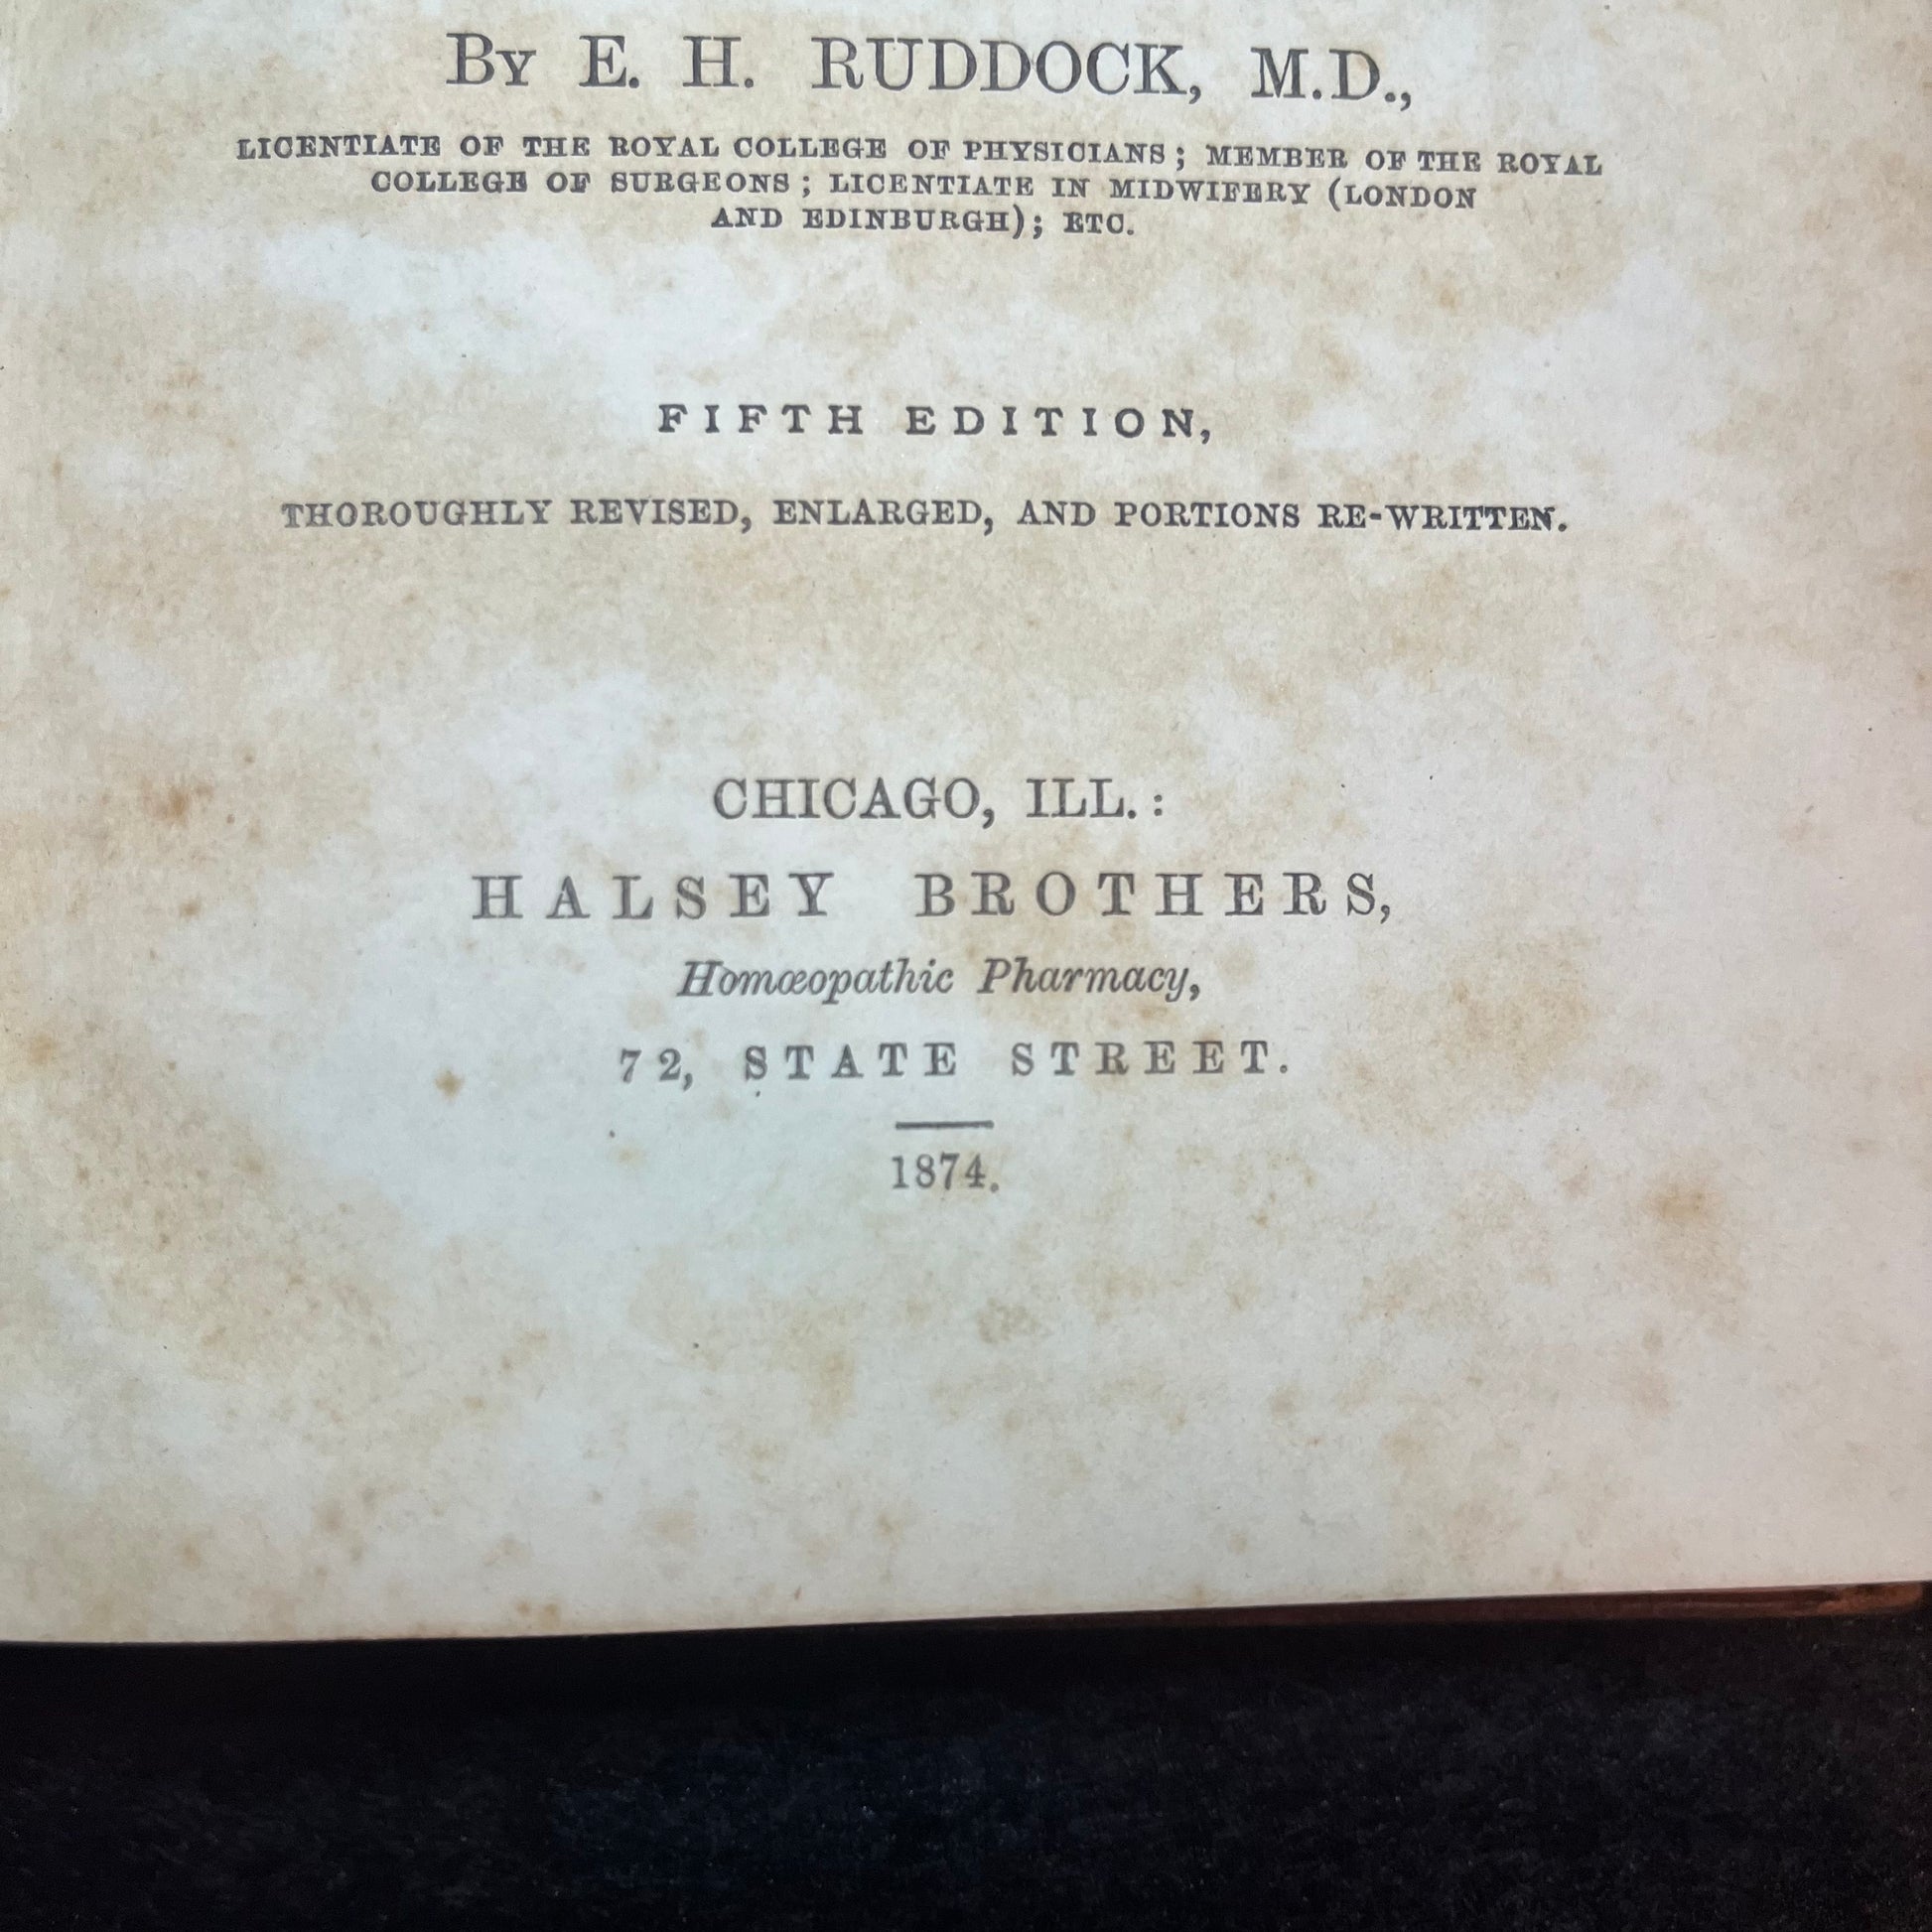 By E. H. RUDDOCK, M.D.,
LICENTIATE OF THE ROYAL COLLEGE OF PHYSICIANS; MEMBER OF THE ROYAL
COLLEGE OF SURGEONS; LICENTIATE IN MIDWIFERY (LONDON
AND EDINBURGH); ETC.
FIFTH EDITION,
THOROUGHLY REVISED, ENLARGED, AND PORTIONS RE-WRITTEN.
CHICAGO, ILL.:
HALSEY BROTHERS,
Homœopathic Pharmacy,
72, STATE STREET.
1874.